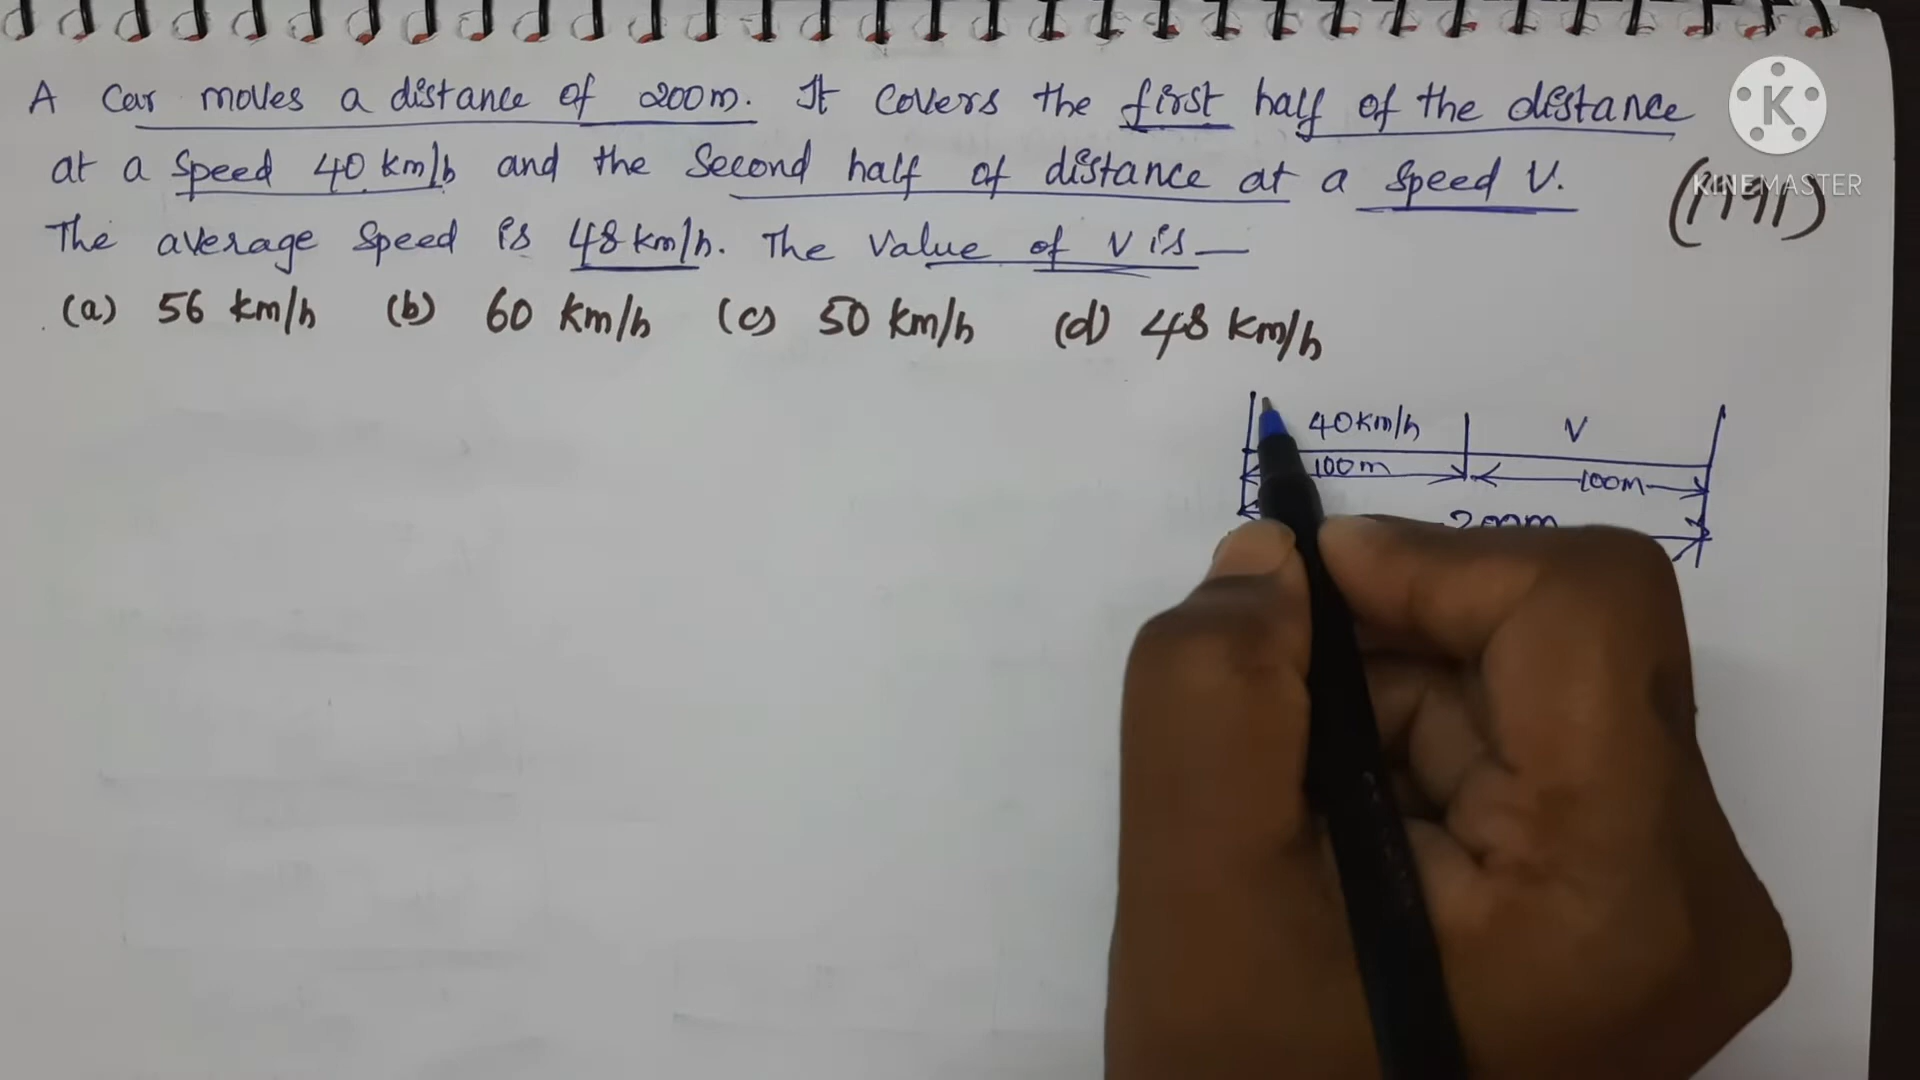 A Car moves a distance of 200m. It covers the first half of the distance
at a speed 40 km/h and the second half of distance at a speed V.
The average speed is 48 km/h. The value of V is —
(a) 56 km/h (b) 60 km/h (c) 50 km/h (d) 48 km/h
(1991)
K
KINEMASTER
40km/h V
100m 100m
200m